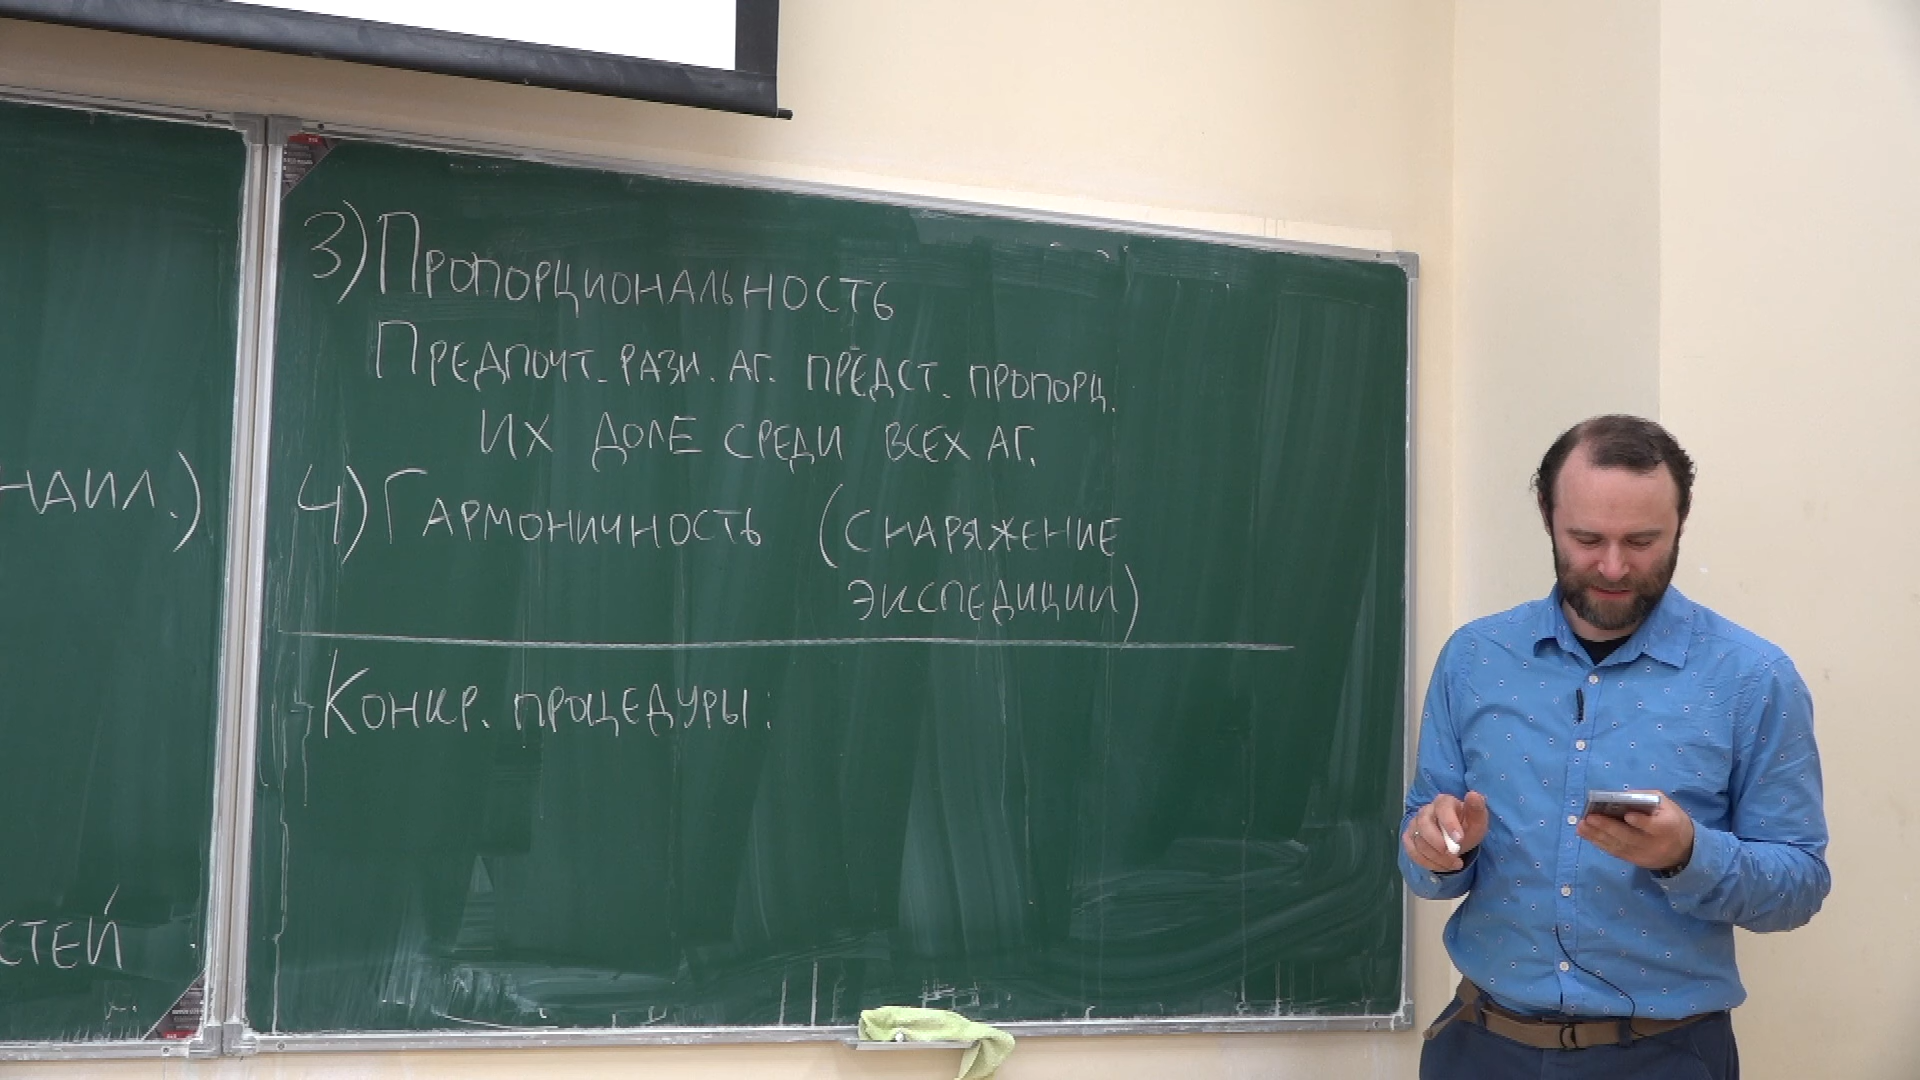 3) ПРОПОРЦИОНАЛЬНОСТЬ
ПРЕДПОЧТ. РАЗН. АГ. ПРЕДСТ. ПРОПОРЦ.
ИХ ДОЛЕ СРЕДИ ВСЕХ АГ.
4) ГАРМОНИЧНОСТЬ (СНАРЯЖЕНИЕ
ЭКСПЕДИЦИИ)
КОНКР. ПРОЦЕДУРЫ:
НАИЛ.)
СТЕЙ